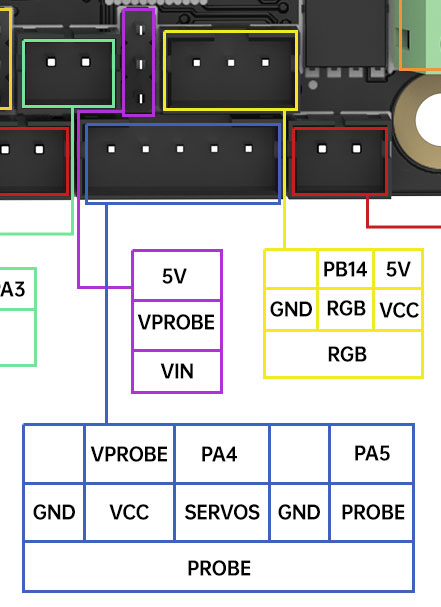 5V
PB14 5V
A3
VPROBE
GND RGB VCC
VIN
RGB
VPROBE PA4 PA5
GND VCC SERVOS GND PROBE
PROBE